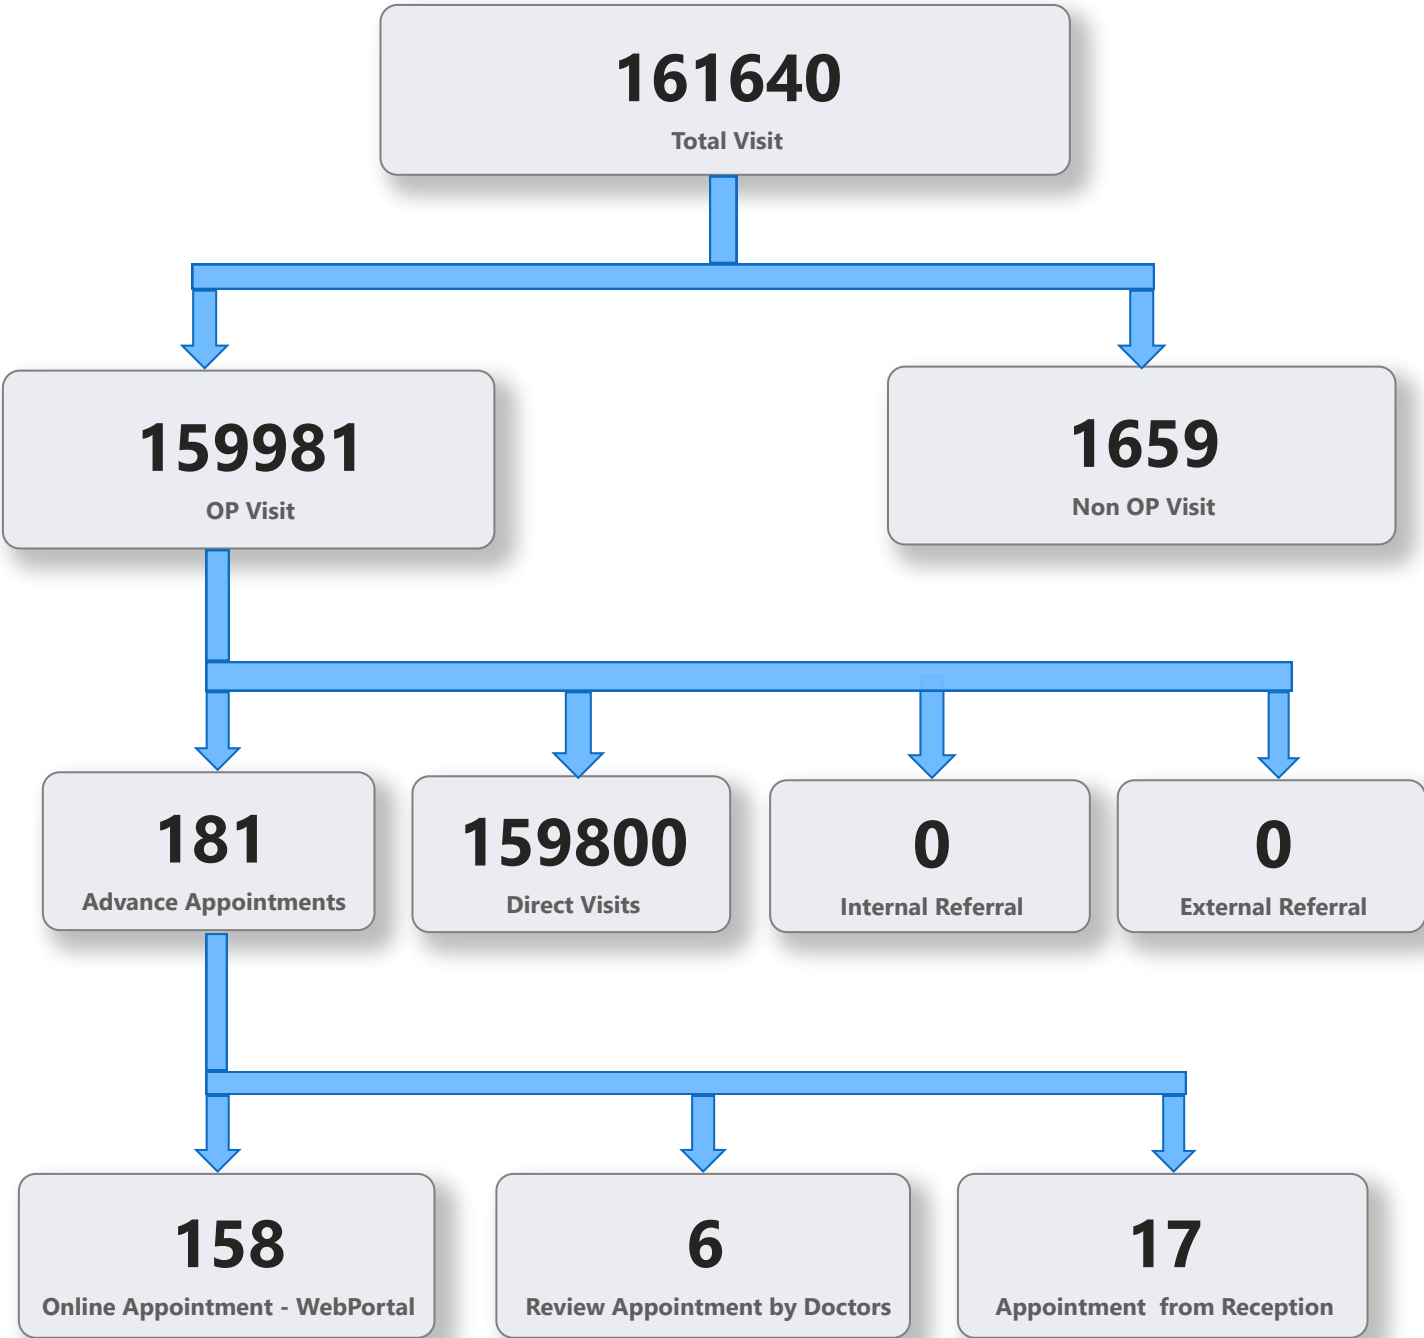 161640
Total Visit
159981
OP Visit
1659
Non OP Visit
181
Advance Appointments
159800
Direct Visits
0
Internal Referral
0
External Referral
158
Online Appointment - WebPortal
6
Review Appointment by Doctors
17
Appointment  from Reception